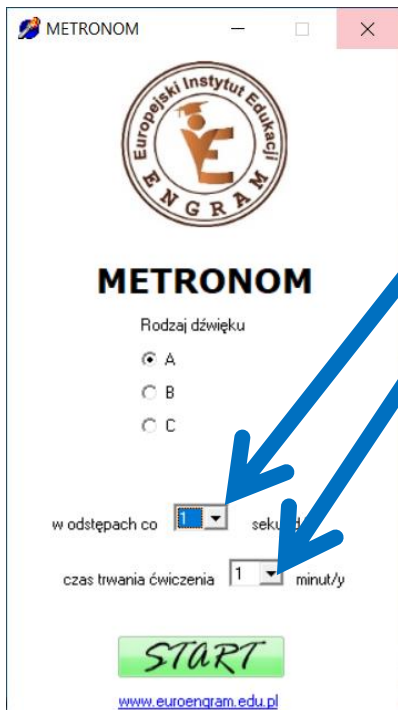 METRONOM
Europejski Instytut Edukacji
ENGRAM
METRONOM
Rodzaj dźwięku
A
B
C
w odstępach co 1
czas trwania ćwiczenia 1 minut/y
START
www.euroengram.edu.pl